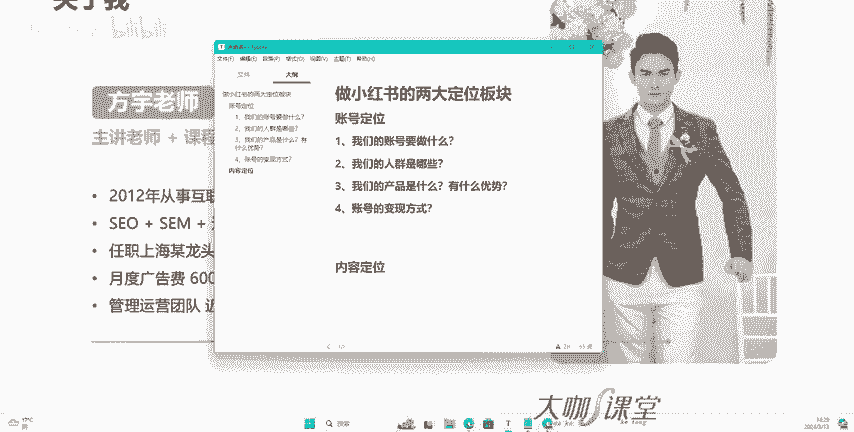 关于我
bilibili
方宇老师
主讲老师 + 课程
• 2012年从事互联
• SEO + SEM +
• 任职上海某龙头
• 月度广告费 600
• 管理运营团队 近
文件(F) 编辑(E) 段落(P) 格式(O) 视图(V) 主题(T) 帮助(H)
文件 大纲
做小红书的两大定位板块
账号定位
1、我们的账号要做什么？
2、我们的人群是哪些？
3、我们的产品是什么？有
什么优势？
4、账号的变现方式？
内容定位
做小红书的两大定位板块
账号定位
1、我们的账号要做什么？
2、我们的人群是哪些？
3、我们的产品是什么？有什么优势？
4、账号的变现方式？
内容定位
大咖课堂
ke tang
17°C
搜索